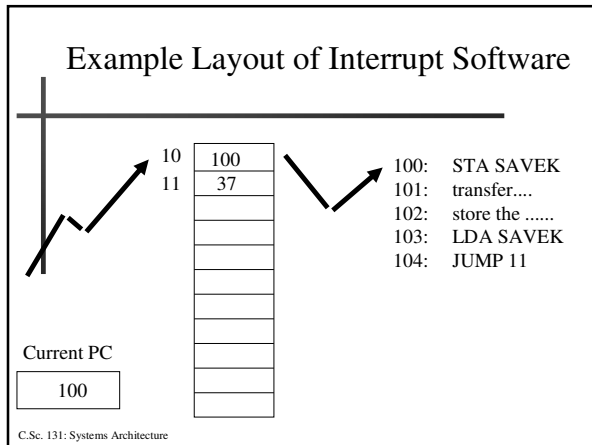 Example Layout of Interrupt Software
10 100
11 37
100: STA SAVEK
101: transfer....
102: store the ......
103: LDA SAVEK
104: JUMP 11
Current PC
100
C.Sc. 131: Systems Architecture